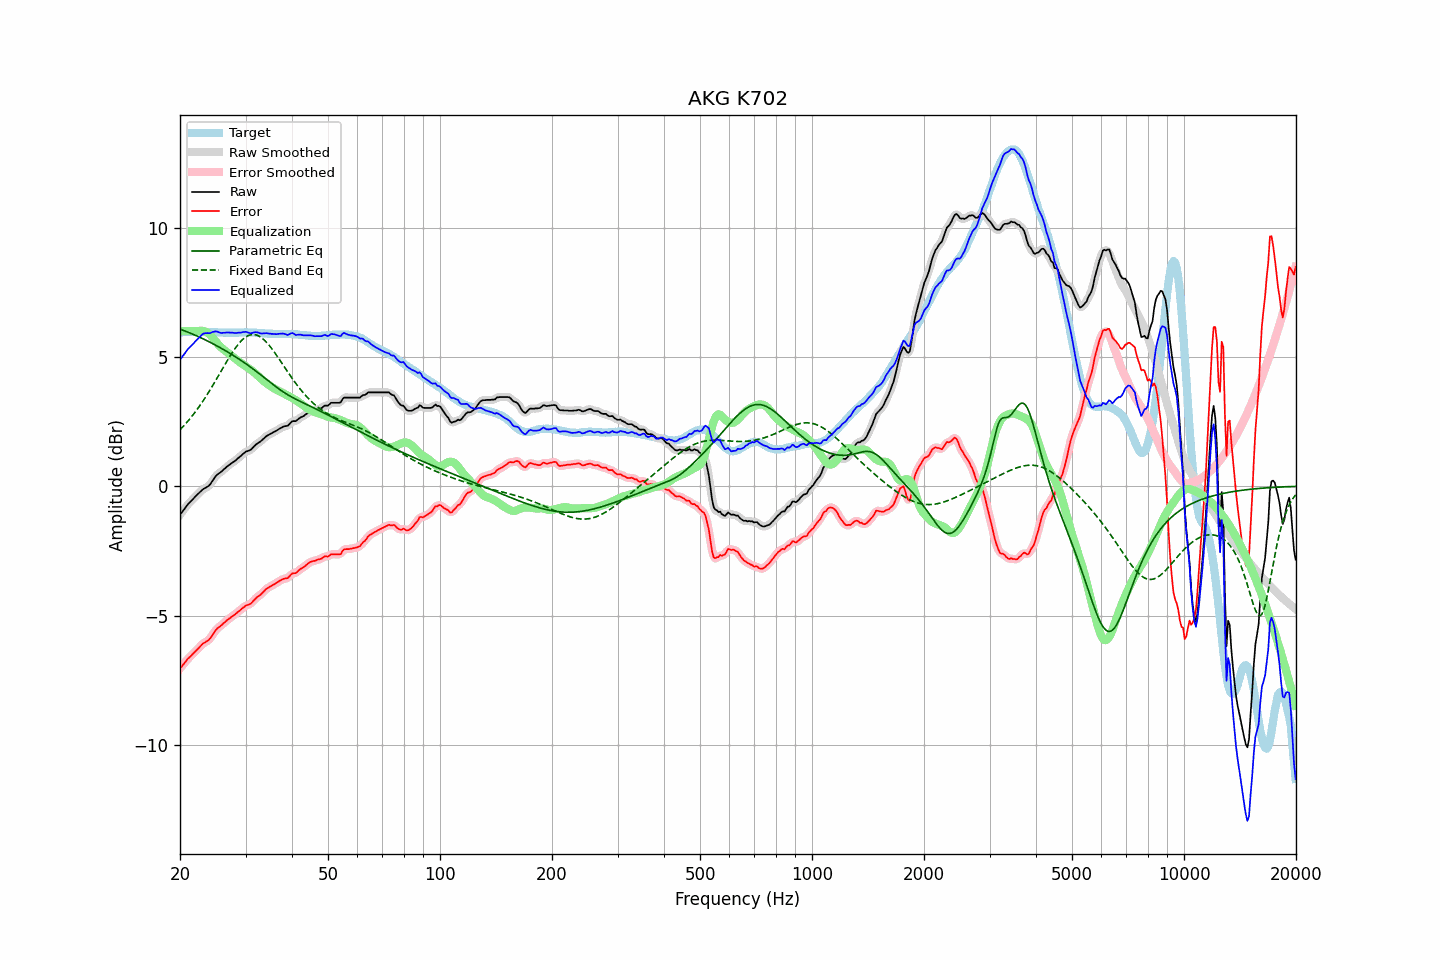 AKG K702
Target
Raw Smoothed
Error Smoothed
Raw
Error
Equalization
Parametric Eq
Fixed Band Eq
Equalized
10
5
0
−5
−10
Amplitude (dBr)
20 50 100 200 500 1000 2000 5000 10000 20000
Frequency (Hz)